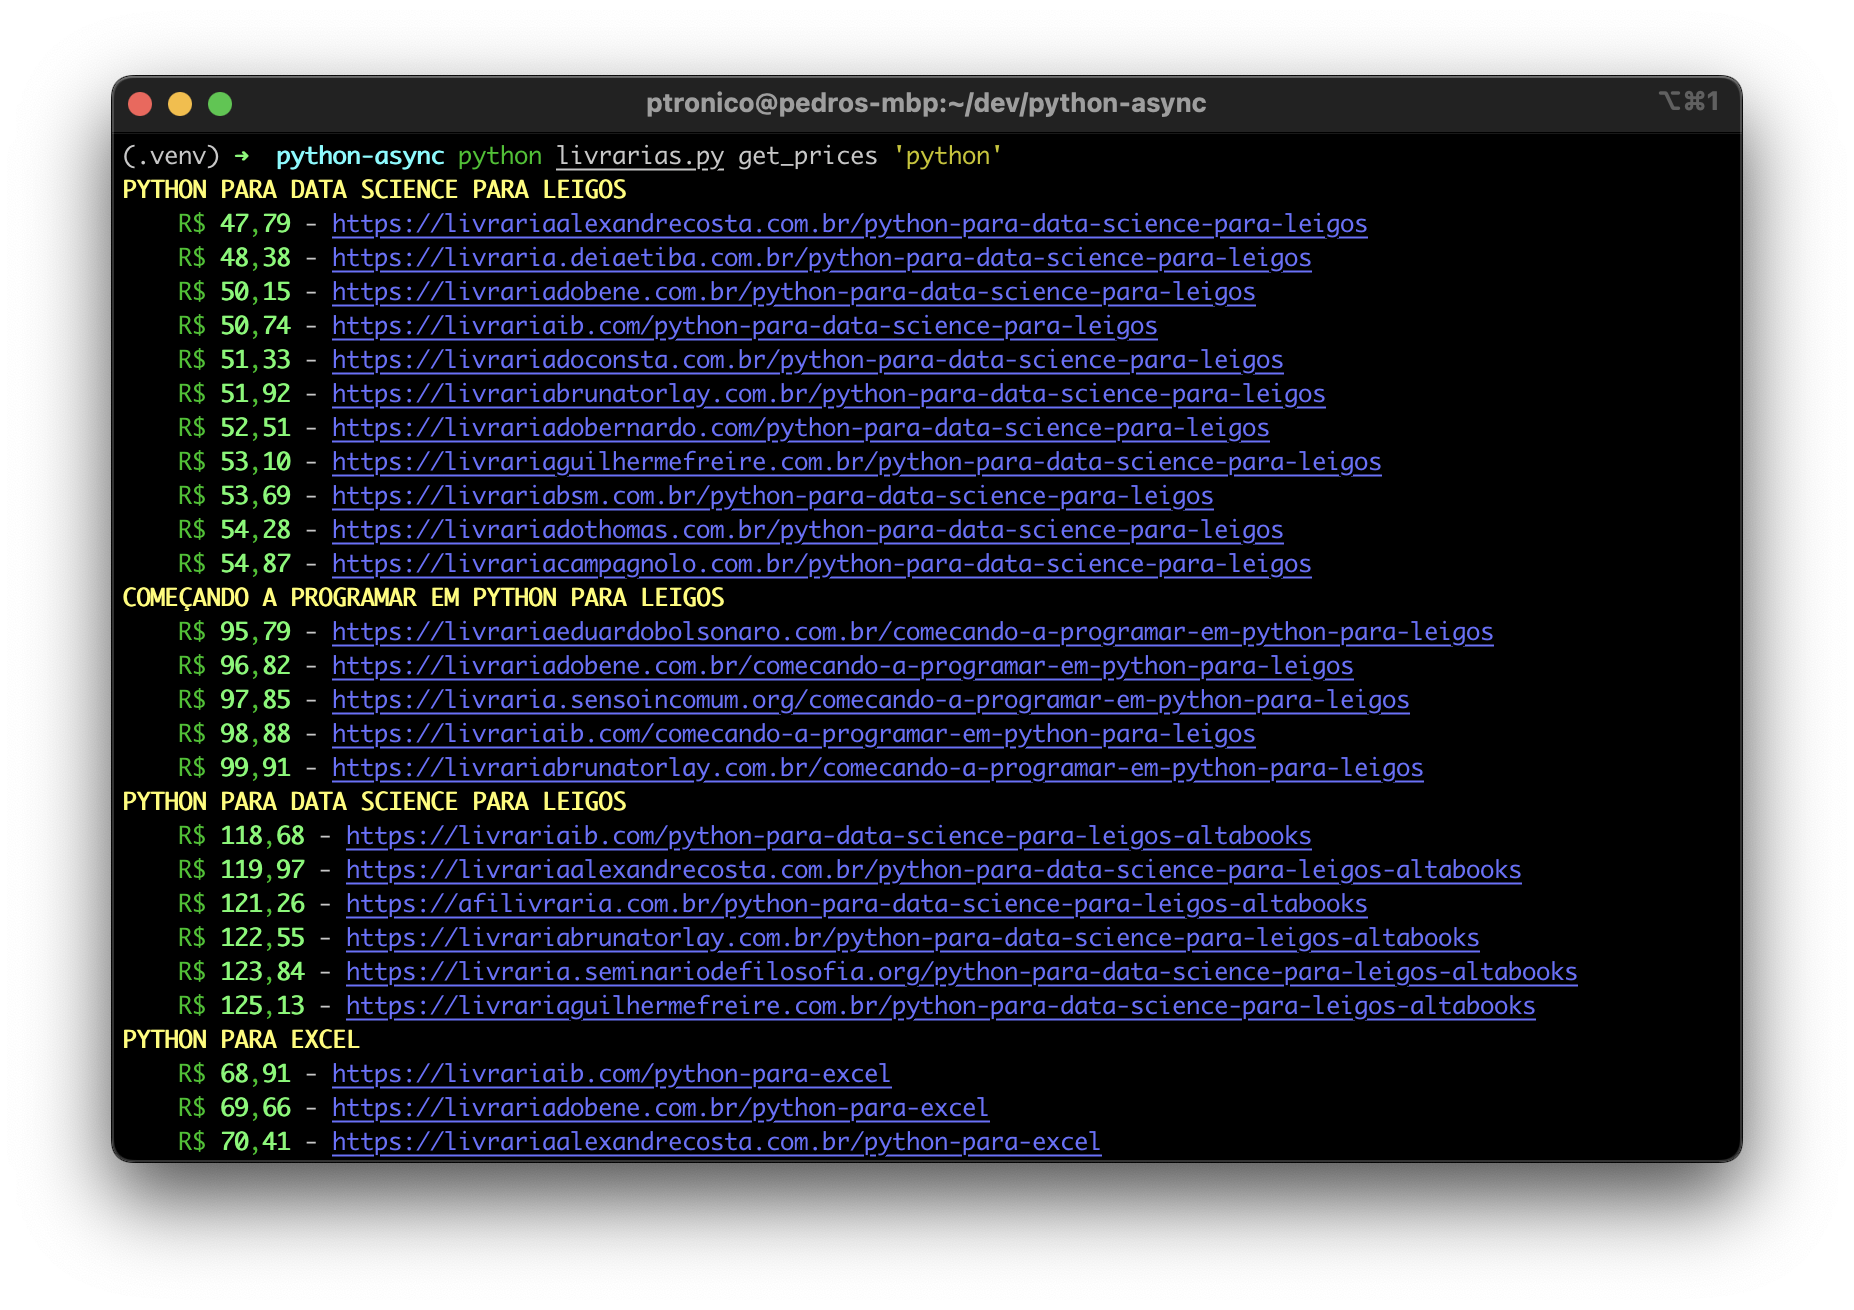 ptronico@pedros-mbp:~/dev/python-async ⌥⌘1
(.venv) ➜ python-async python livrarias.py get_prices 'python'
PYTHON PARA DATA SCIENCE PARA LEIGOS
R$ 47,79 - https://livrariaalexandrecosta.com.br/python-para-data-science-para-leigos
R$ 48,38 - https://livraria.deiaetiba.com.br/python-para-data-science-para-leigos
R$ 50,15 - https://livrariadobene.com.br/python-para-data-science-para-leigos
R$ 50,74 - https://livrariaib.com/python-para-data-science-para-leigos
R$ 51,33 - https://livrariadoconsta.com.br/python-para-data-science-para-leigos
R$ 51,92 - https://livrariabrunatorlay.com.br/python-para-data-science-para-leigos
R$ 52,51 - https://livrariadobernardo.com/python-para-data-science-para-leigos
R$ 53,10 - https://livrariaguilhermefreire.com.br/python-para-data-science-para-leigos
R$ 53,69 - https://livrariabsm.com.br/python-para-data-science-para-leigos
R$ 54,28 - https://livrariadothomas.com.br/python-para-data-science-para-leigos
R$ 54,87 - https://livrariacampagnolo.com.br/python-para-data-science-para-leigos
COMEÇANDO A PROGRAMAR EM PYTHON PARA LEIGOS
R$ 95,79 - https://livrariaeduardobolsonaro.com.br/comecando-a-programar-em-python-para-leigos
R$ 96,82 - https://livrariadobene.com.br/comecando-a-programar-em-python-para-leigos
R$ 97,85 - https://livraria.sensoincomum.org/comecando-a-programar-em-python-para-leigos
R$ 98,88 - https://livrariaib.com/comecando-a-programar-em-python-para-leigos
R$ 99,91 - https://livrariabrunatorlay.com.br/comecando-a-programar-em-python-para-leigos
PYTHON PARA DATA SCIENCE PARA LEIGOS
R$ 118,68 - https://livrariaib.com/python-para-data-science-para-leigos-altabooks
R$ 119,97 - https://livrariaalexandrecosta.com.br/python-para-data-science-para-leigos-altabooks
R$ 121,26 - https://afilivraria.com.br/python-para-data-science-para-leigos-altabooks
R$ 122,55 - https://livrariabrunatorlay.com.br/python-para-data-science-para-leigos-altabooks
R$ 123,84 - https://livraria.seminariodefilosofia.org/python-para-data-science-para-leigos-altabooks
R$ 125,13 - https://livrariaguilhermefreire.com.br/python-para-data-science-para-leigos-altabooks
PYTHON PARA EXCEL
R$ 68,91 - https://livrariaib.com/python-para-excel
R$ 69,66 - https://livrariadobene.com.br/python-para-excel
R$ 70,41 - https://livrariaalexandrecosta.com.br/python-para-excel